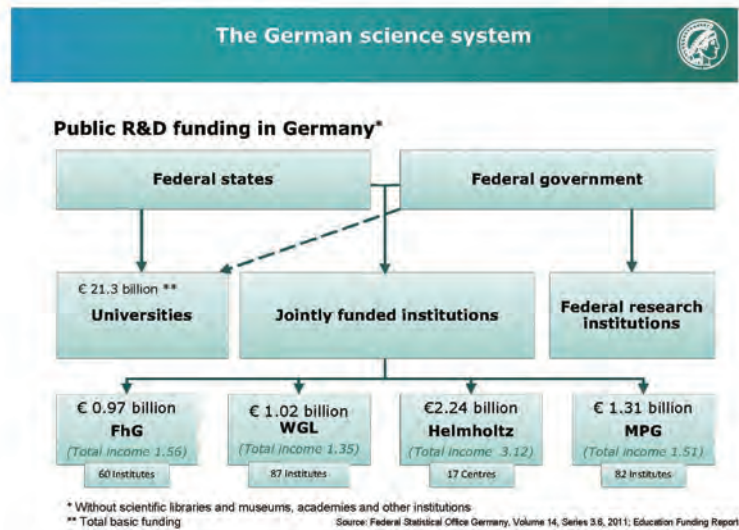 The German science system
Public R&D funding in Germany*
Federal states
Federal government
€ 21.3 billion **
Universities
Jointly funded institutions
Federal research
institutions
€ 0.97 billion
FhG
(Total income 1.56)
60 Institutes
€ 1.02 billion
WGL
(Total income 1.35)
87 Institutes
€2.24 billion
Helmholtz
(Total income 3.12)
17 Centres
€ 1.31 billion
MPG
(Total income 1.51)
82 Institutes
* Without scientific libraries and museums, academies and other institutions
** Total basic funding
Source: Federal Statistical Office Germany, Volume 14, Series 3.6, 2011; Education Funding Report